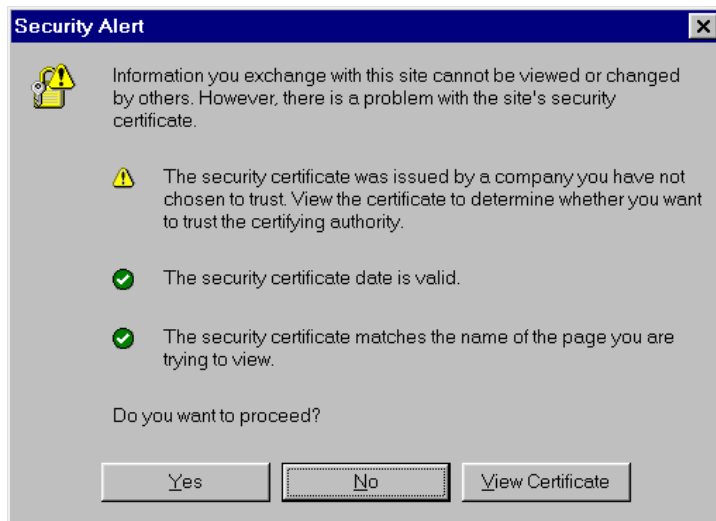 Security Alert
Information you exchange with this site cannot be viewed or changed
by others. However, there is a problem with the site's security
certificate.
The security certificate was issued by a company you have not
chosen to trust. View the certificate to determine whether you want
to trust the certifying authority.
The security certificate date is valid.
The security certificate matches the name of the page you are
trying to view.
Do you want to proceed?
Yes No View Certificate